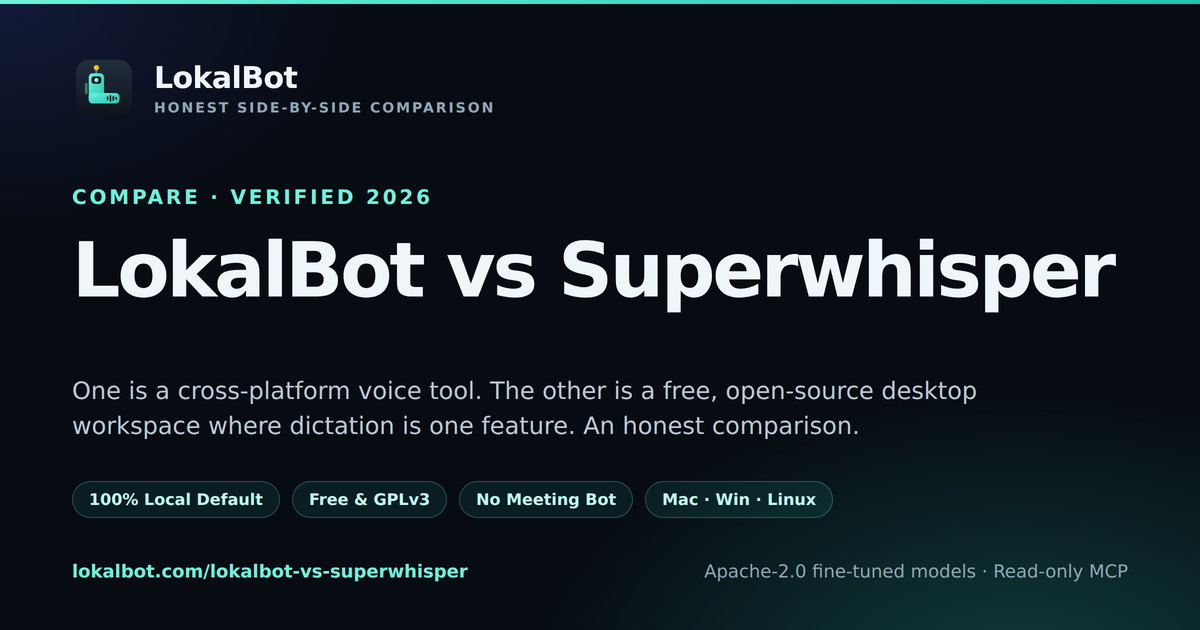 LokalBot
HONEST SIDE-BY-SIDE COMPARISON
COMPARE · VERIFIED 2026
LokalBot vs Superwhisper
One is a cross-platform voice tool. The other is a free, open-source desktop
workspace where dictation is one feature. An honest comparison.
100% Local Default
Free & GPLv3
No Meeting Bot
Mac · Win · Linux
lokalbot.com/lokalbot-vs-superwhisper
Apache-2.0 fine-tuned models · Read-only MCP